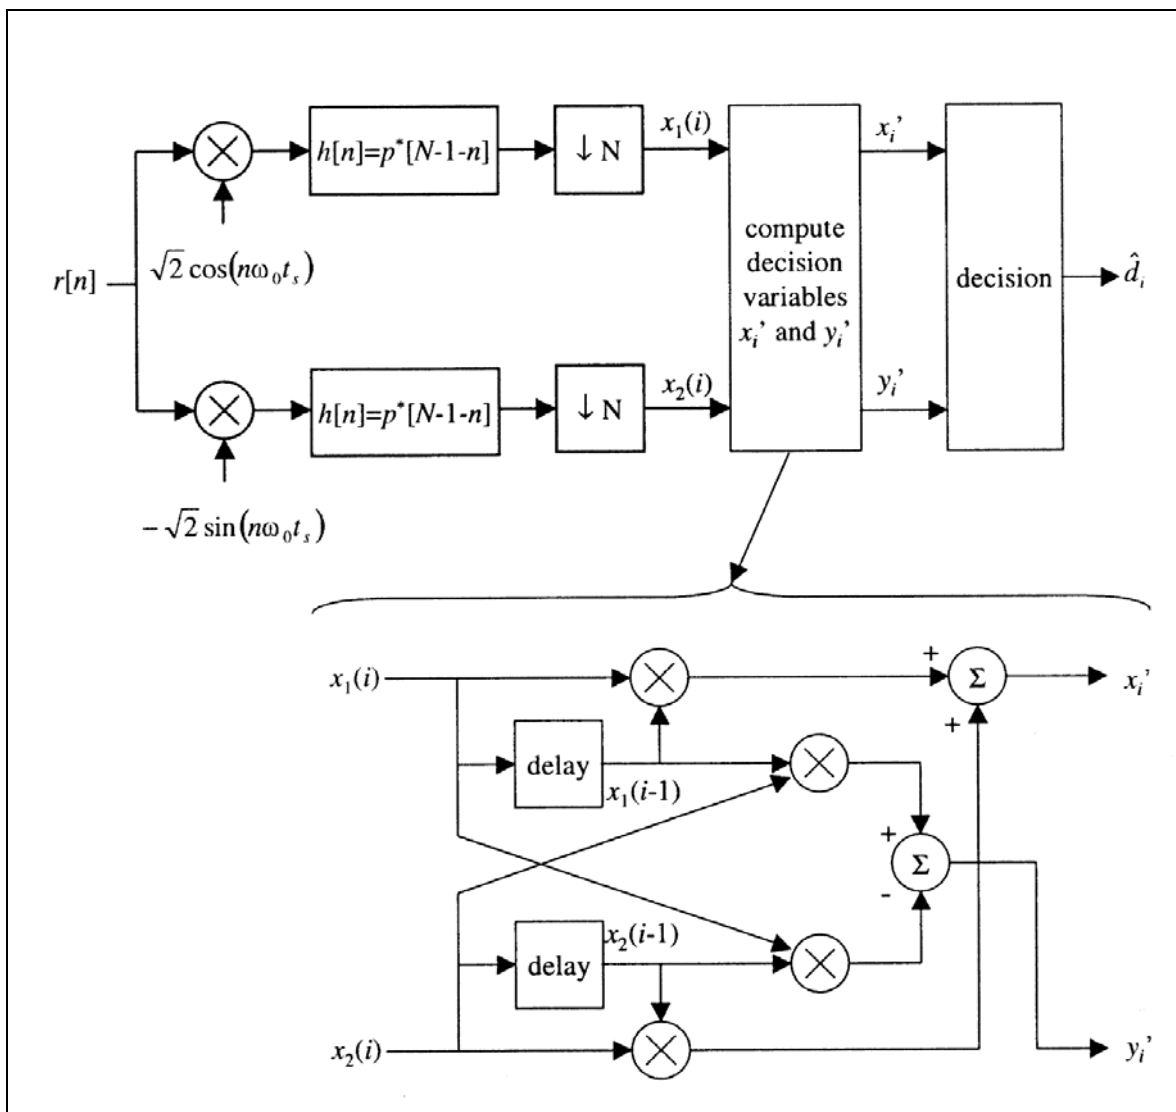 h[n]=p*[N-1-n]
↓ N
x₁(i)
√2 cos(nω₀tₛ)
r[n]
compute
decision
variables
xᵢ' and yᵢ'
xᵢ'
decision
d̂ᵢ
h[n]=p*[N-1-n]
↓ N
x₂(i)
yᵢ'
−√2 sin(nω₀tₛ)
x₁(i)
+
Σ
xᵢ'
+
delay
x₁(i-1)
+
Σ
-
delay
x₂(i-1)
x₂(i)
yᵢ'